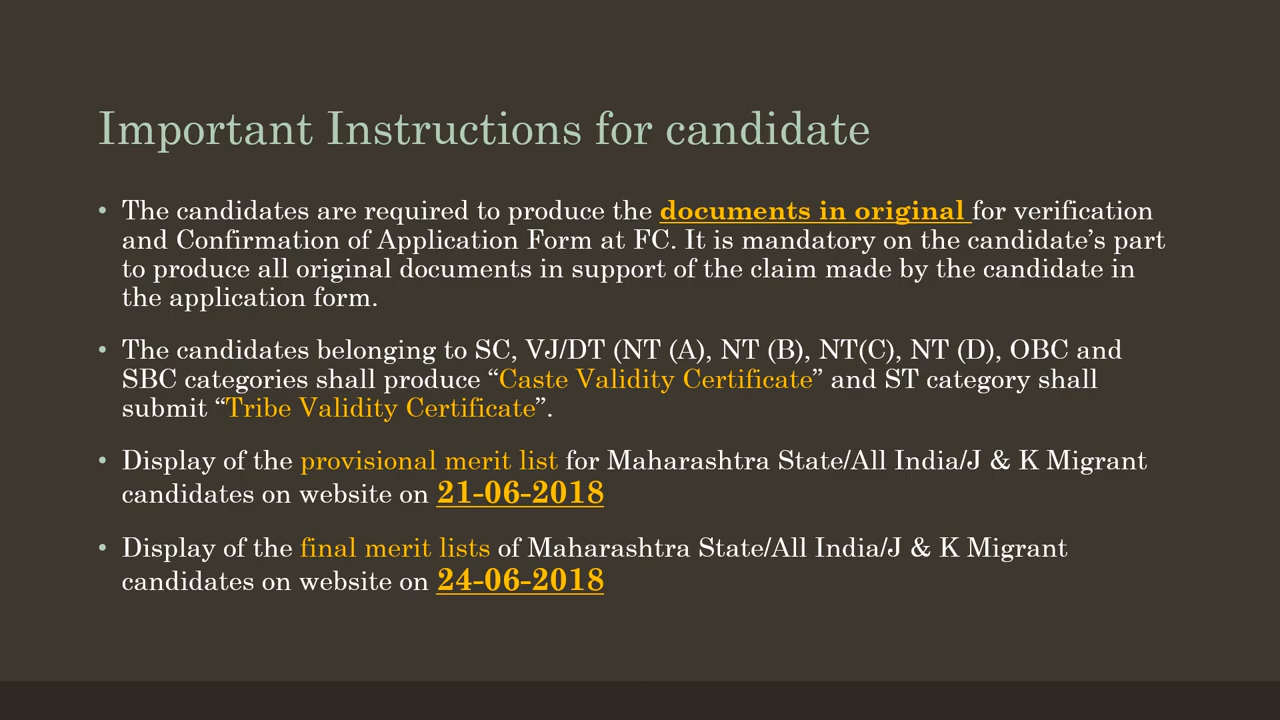 Important Instructions for candidate
• The candidates are required to produce the documents in original for verification
and Confirmation of Application Form at FC. It is mandatory on the candidate’s part
to produce all original documents in support of the claim made by the candidate in
the application form.
• The candidates belonging to SC, VJ/DT (NT (A), NT (B), NT(C), NT (D), OBC and
SBC categories shall produce “Caste Validity Certificate” and ST category shall
submit “Tribe Validity Certificate”.
• Display of the provisional merit list for Maharashtra State/All India/J & K Migrant
candidates on website on 21-06-2018
• Display of the final merit lists of Maharashtra State/All India/J & K Migrant
candidates on website on 24-06-2018